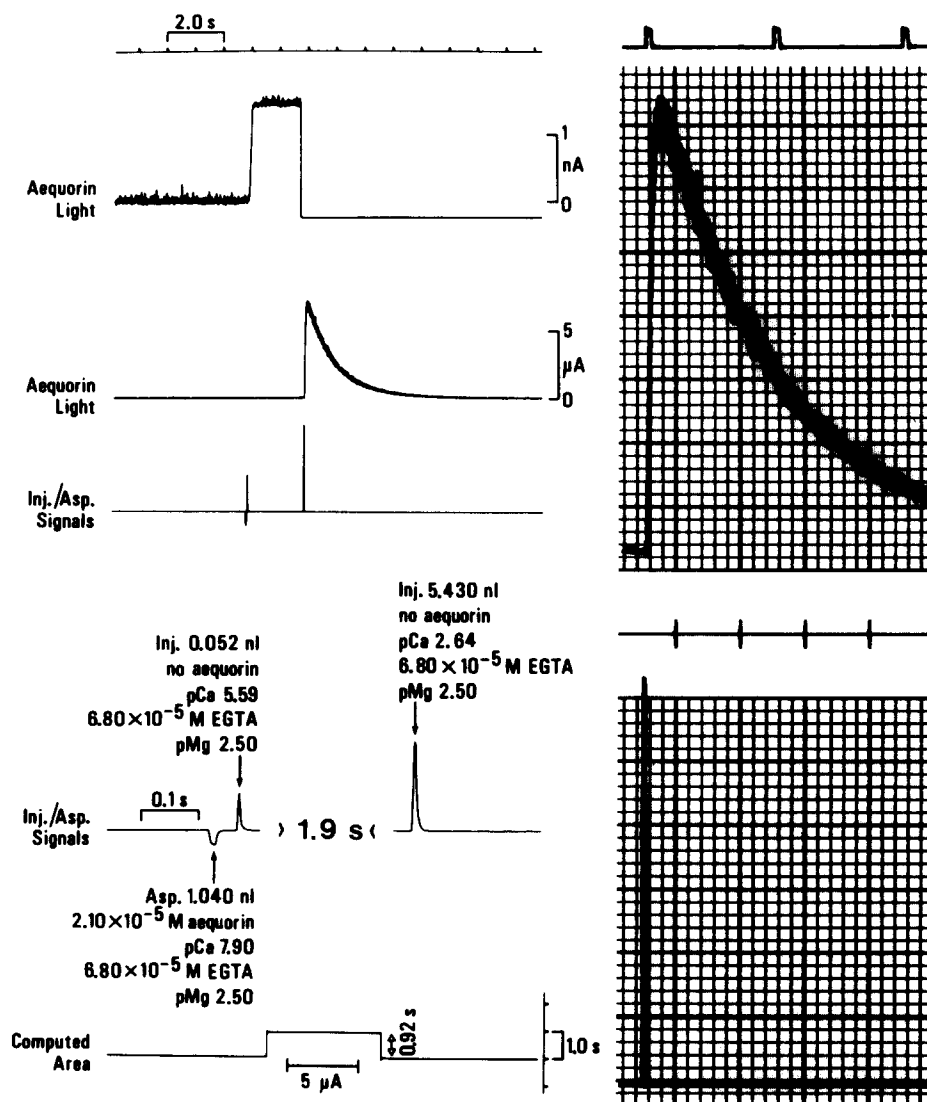 2.0 s
1
nA
0
Aequorin
Light
5
µA
0
Aequorin
Light
Inj./Asp.
Signals
Inj. 5.430 nl
no aequorin
pCa 2.64
6.80×10⁻⁵ M EGTA
pMg 2.50
Inj. 0.052 nl
no aequorin
pCa 5.59
6.80×10⁻⁵ M EGTA
pMg 2.50
0.1 s
Inj./Asp.
Signals
1.9 s
Asp. 1.040 nl
2.10×10⁻⁵ M aequorin
pCa 7.90
6.80×10⁻⁵ M EGTA
pMg 2.50
Computed
Area
0.92 s
1.0 s
5 µA